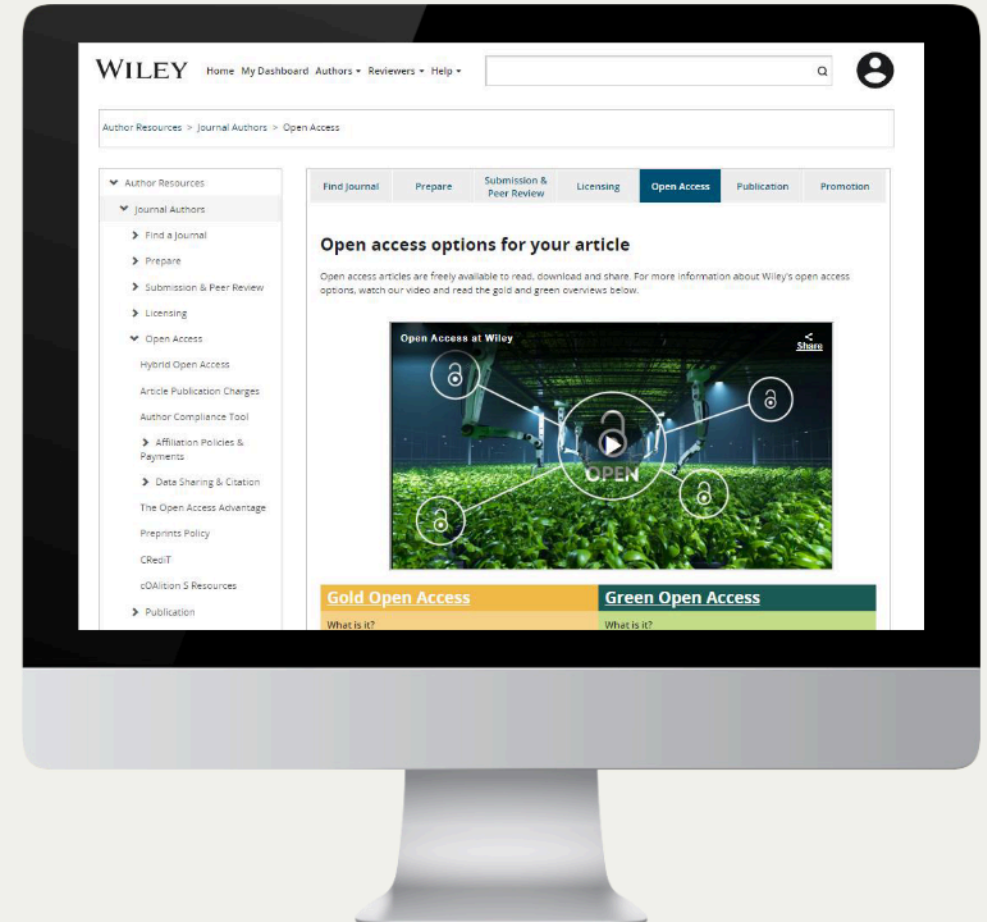 WILEY Home My Dashboard Authors Reviewers Help
Author Resources > Journal Authors > Open Access
Author Resources
Journal Authors
Find a Journal
Prepare
Submission & Peer Review
Licensing
Open Access
Hybrid Open Access
Article Publication Charges
Author Compliance Tool
Affiliation Policies &
Payments
Data Sharing & Citation
The Open Access Advantage
Preprints Policy
CRediT
cOAlition S Resources
Publication
Find Journal Prepare Submission & Peer Review Licensing Open Access Publication Promotion
Open access options for your article
Open access articles are freely available to read, download and share. For more information about Wiley's open access
options, watch our video and read the gold and green overviews below.
Open Access at Wiley
Share
OPEN
Gold Open Access Green Open Access
What is it? What is it?